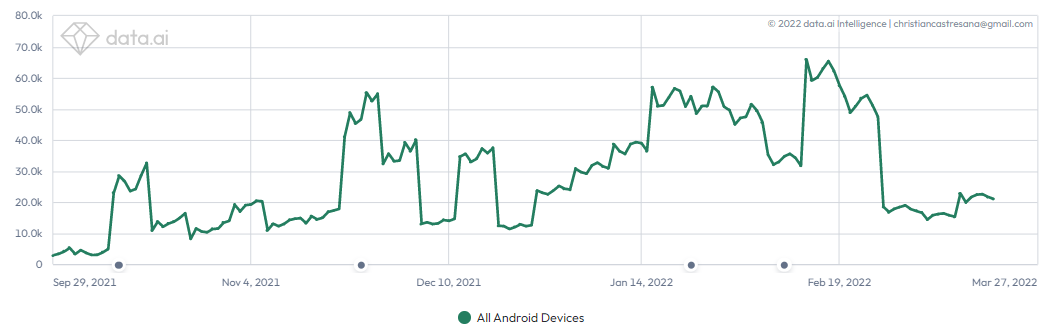 80.0k
© 2022 data.ai Intelligence | christiancastresana@gmail.com
data.ai
70.0k
60.0k
50.0k
40.0k
30.0k
20.0k
10.0k
0
Sep 29, 2021 Nov 4, 2021 Dec 10, 2021 Jan 14, 2022 Feb 19, 2022 Mar 27, 2022
All Android Devices